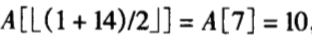 A[⌊(1 + 14)/2⌋] = A[7] = 10,